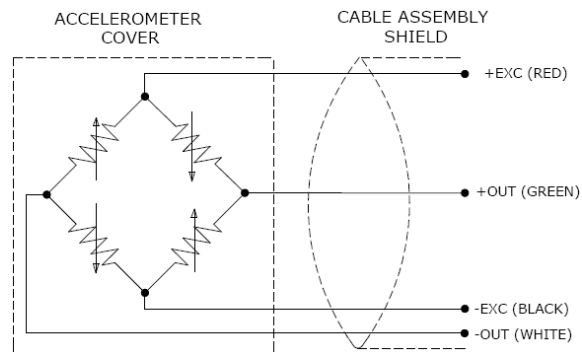 ACCELEROMETER
COVER
CABLE ASSEMBLY
SHIELD
+EXC (RED)
+OUT (GREEN)
-EXC (BLACK)
-OUT (WHITE)